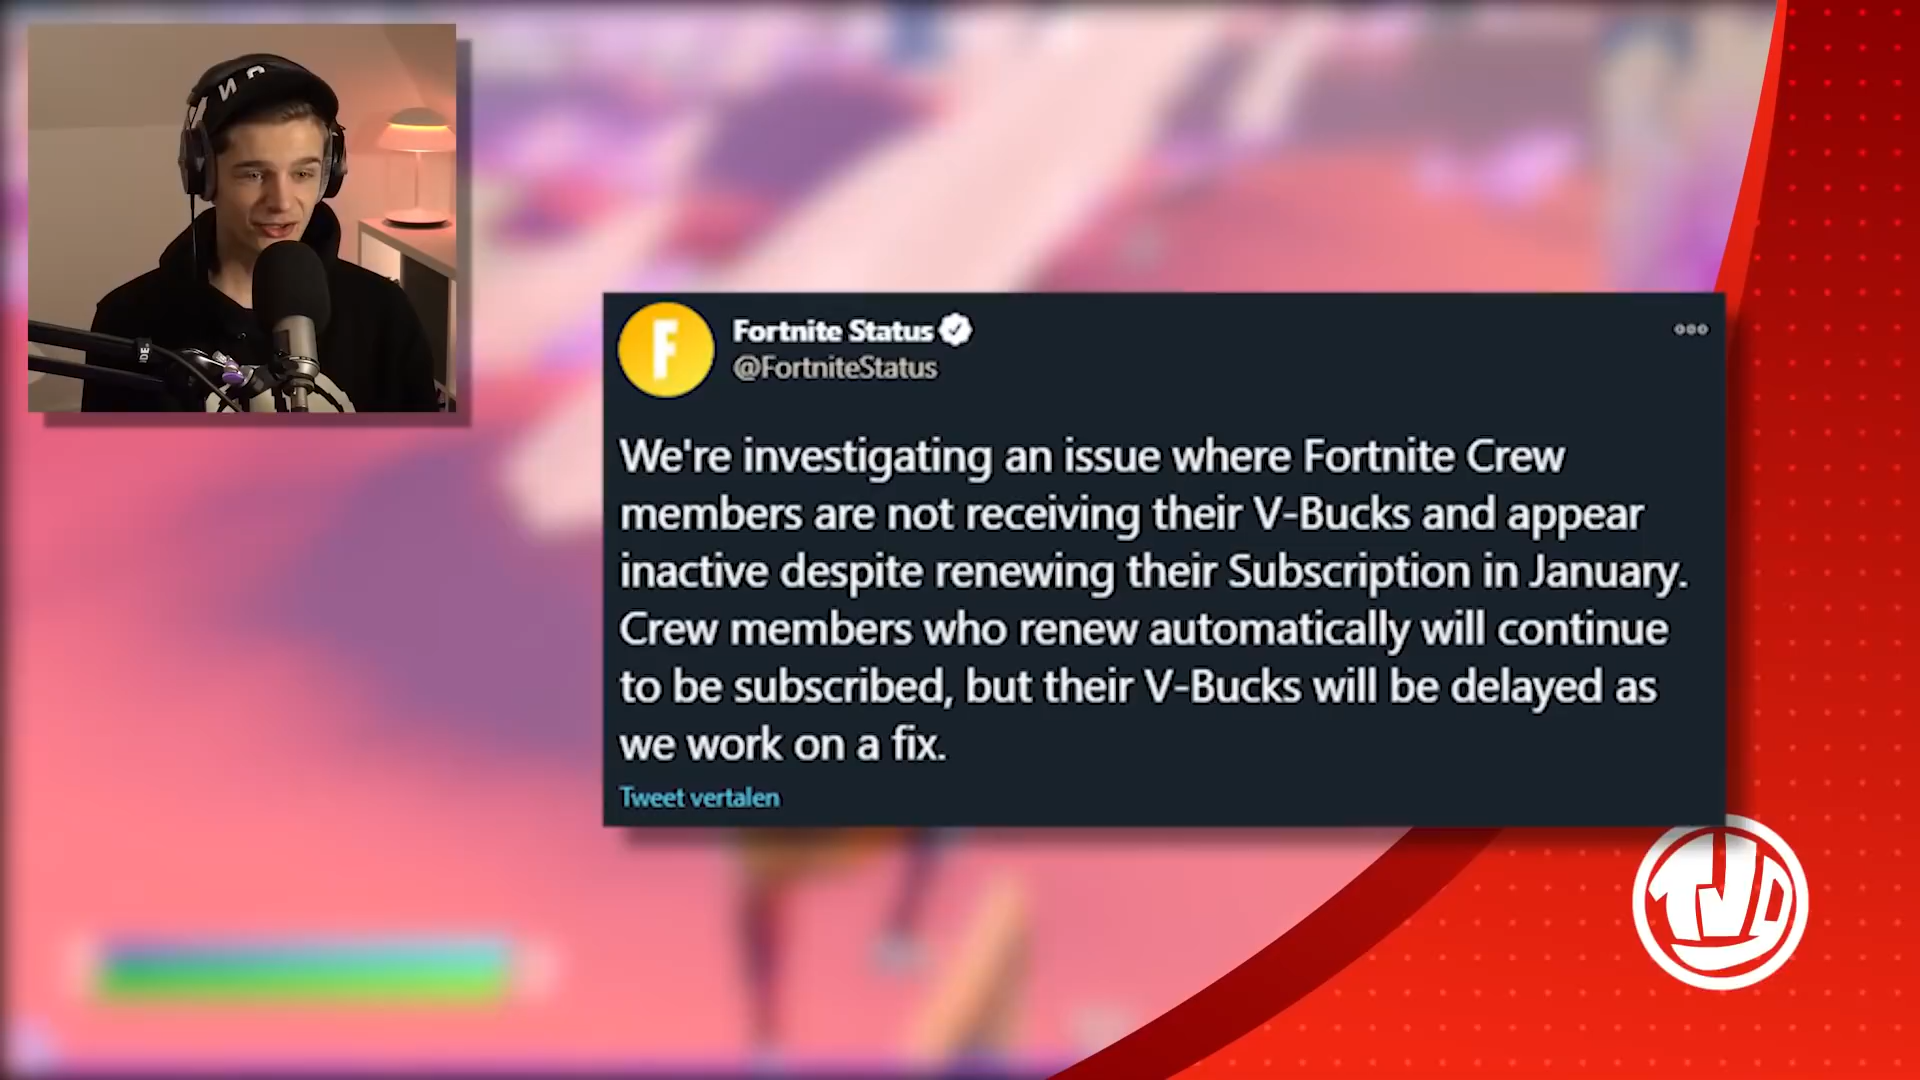 Fortnite Status
@FortniteStatus
We're investigating an issue where Fortnite Crew
members are not receiving their V-Bucks and appear
inactive despite renewing their Subscription in January.
Crew members who renew automatically will continue
to be subscribed, but their V-Bucks will be delayed as
we work on a fix.
Tweet vertalen
TVD